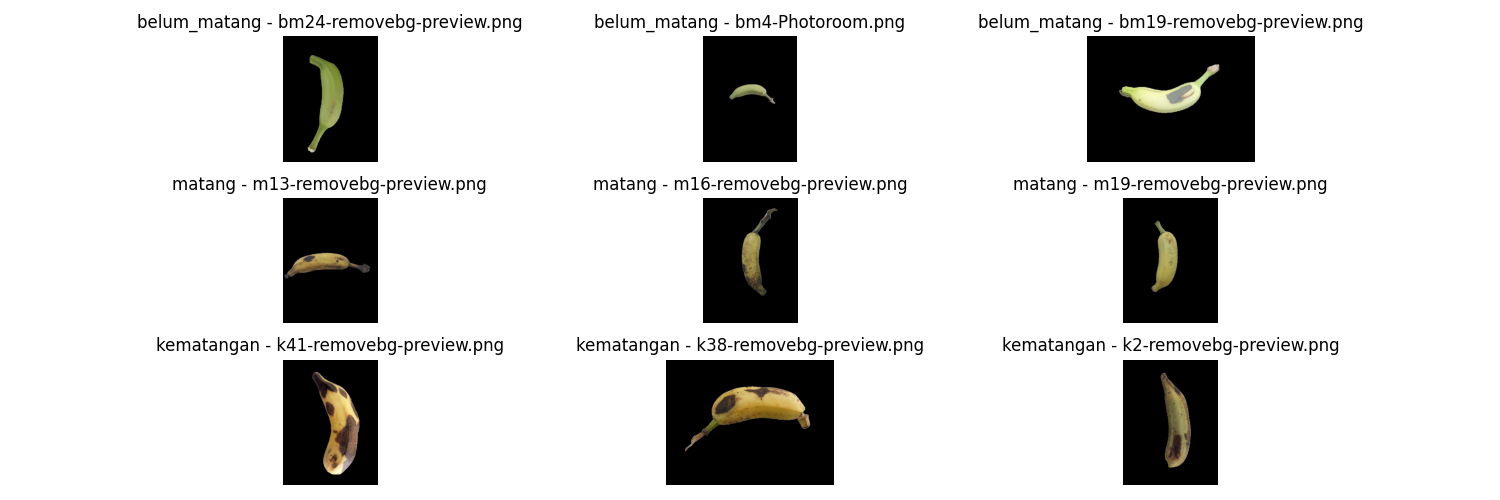 belum_matang - bm24-removebg-preview.png
belum_matang - bm4-Photoroom.png
belum_matang - bm19-removebg-preview.png
matang - m13-removebg-preview.png
matang - m16-removebg-preview.png
matang - m19-removebg-preview.png
kematangan - k41-removebg-preview.png
kematangan - k38-removebg-preview.png
kematangan - k2-removebg-preview.png